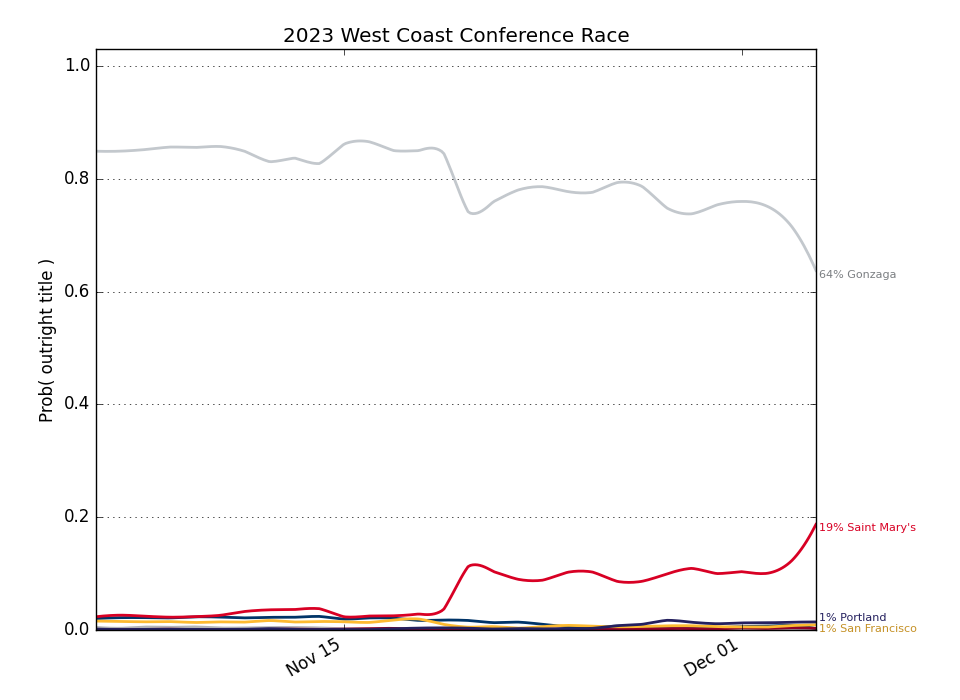 2023 West Coast Conference Race
1.0
0.8
0.6
0.4
0.2
0.0
Prob( outright title )
64% Gonzaga
19% Saint Mary's
1% Portland
1% San Francisco
Nov 15
Dec 01